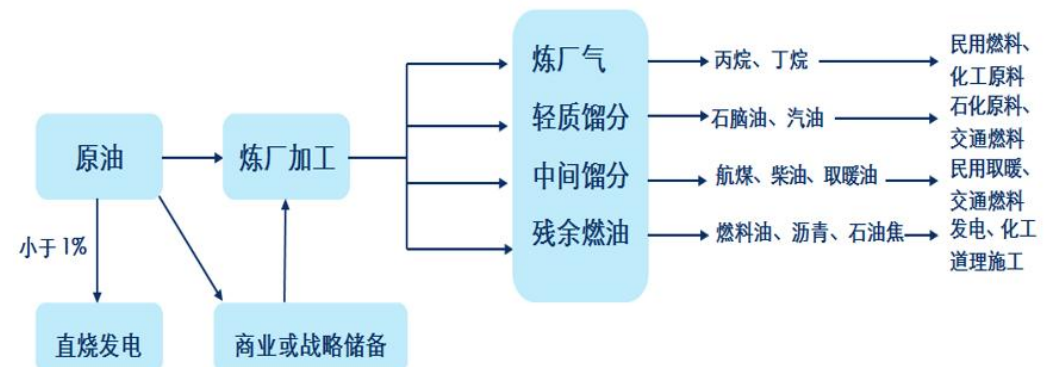 原油
小于1%
直烧发电
炼厂加工
商业或战略储备
炼厂气
轻质馏分
中间馏分
残余燃油
丙烷、丁烷
石脑油、汽油
航煤、柴油、取暖油
燃料油、沥青、石油焦
民用燃料、
化工原料
石化原料、
交通燃料
民用取暖、
交通燃料
发电、化工
道理施工